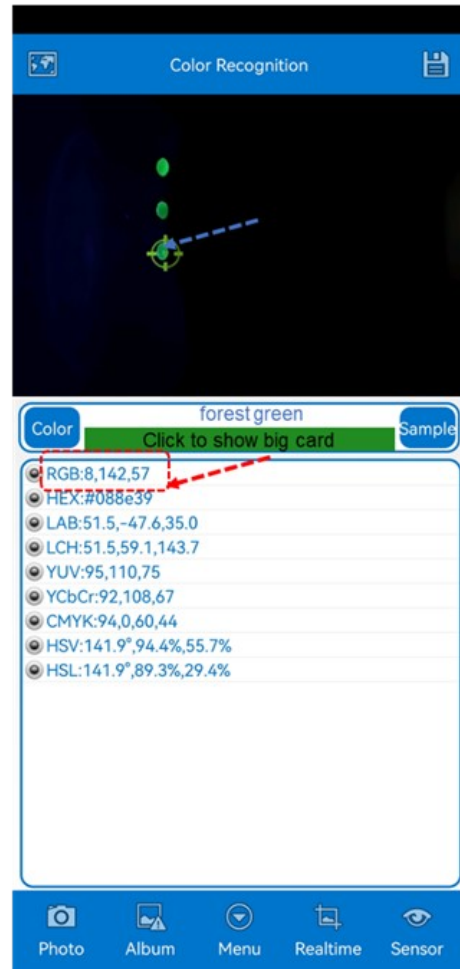 Color Recognition
Color
forest green
Click to show big card
Sample
RGB:8,142,57
HEX:#088e39
LAB:51.5,-47.6,35.0
LCH:51.5,59.1,143.7
YUV:95,110,75
YCbCr:92,108,67
CMYK:94,0,60,44
HSV:141.9°,94.4%,55.7%
HSL:141.9°,89.3%,29.4%
Photo Album Menu Realtime Sensor